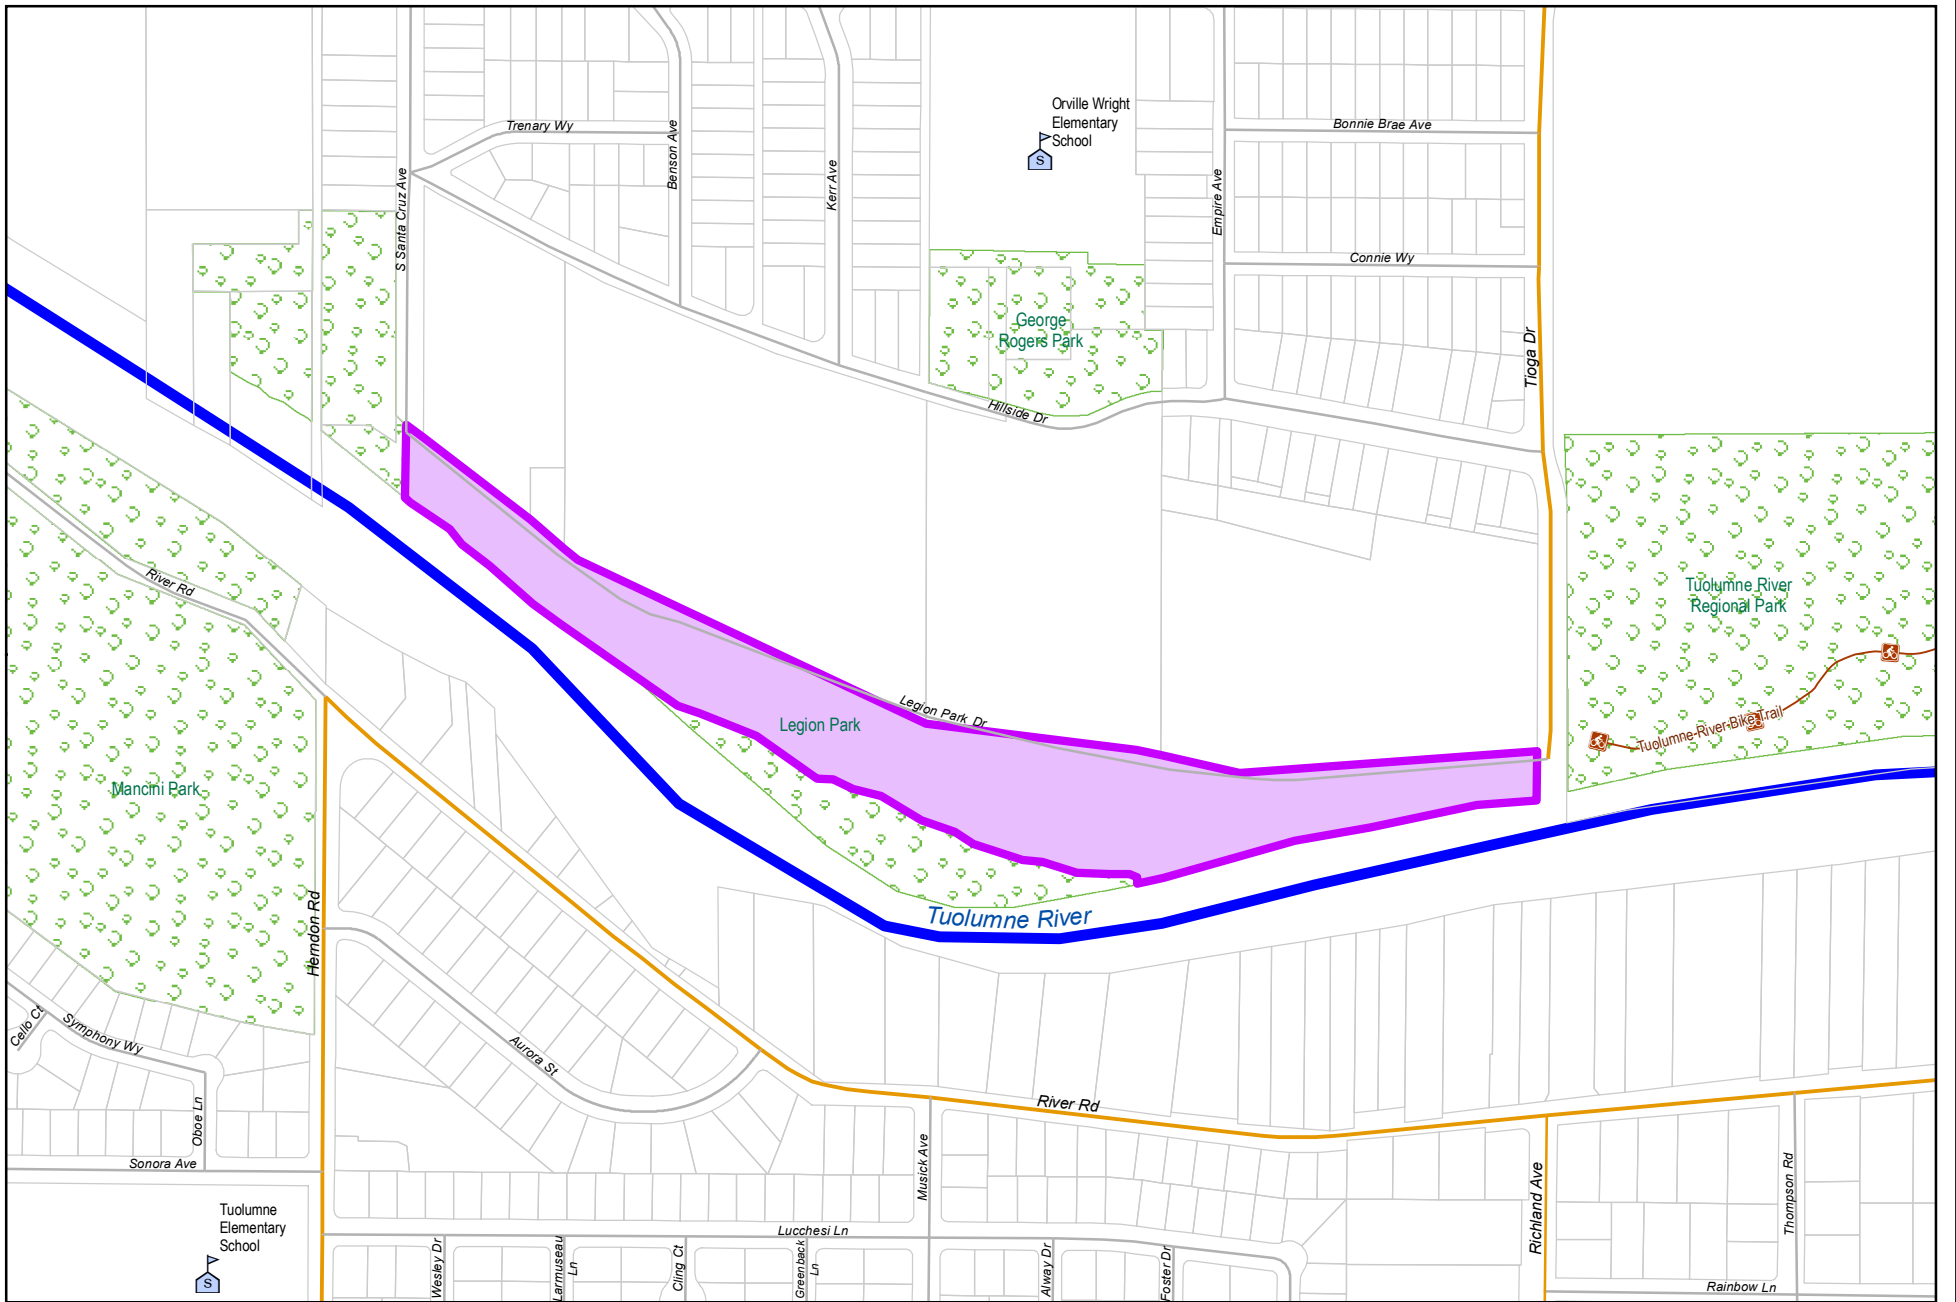 Orville Wright
Elementary
School
S
Trenary Wy
Benson Ave
Kerr Ave
S Santa Cruz Ave
Empire Ave
Bonnie Brae Ave
Connie Wy
George
Rogers Park
Hillside Dr
Tioga Dr
Tuolumne River
Regional Park
Tuolumne River Bike Trail
River Rd
Legion Park Dr
Legion Park
Mancini Park
Herndon Rd
Tuolumne River
Cello Ct
Symphony Wy
Aurora St
Oboe Ln
Sonora Ave
River Rd
Musick Ave
Richland Ave
Thompson Rd
Tuolumne
Elementary
School
S
Lucchesi Ln
Wesley Dr
Larmuseau
Ln
Cling Ct
Greenback
Ln
Alway Dr
Foster Dr
Rainbow Ln